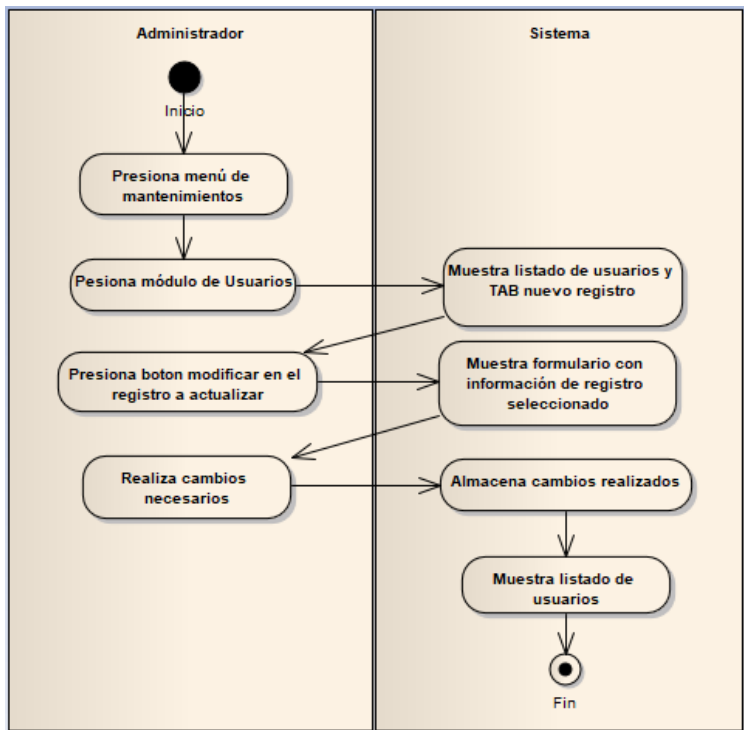 Administrador
Sistema
Inicio
Presiona menú de
mantenimientos
Pesiona módulo de Usuarios
Muestra listado de usuarios y
TAB nuevo registro
Presiona boton modificar en el
registro a actualizar
Muestra formulario con
información de registro
seleccionado
Realiza cambios
necesarios
Almacena cambios realizados
Muestra listado de
usuarios
Fin